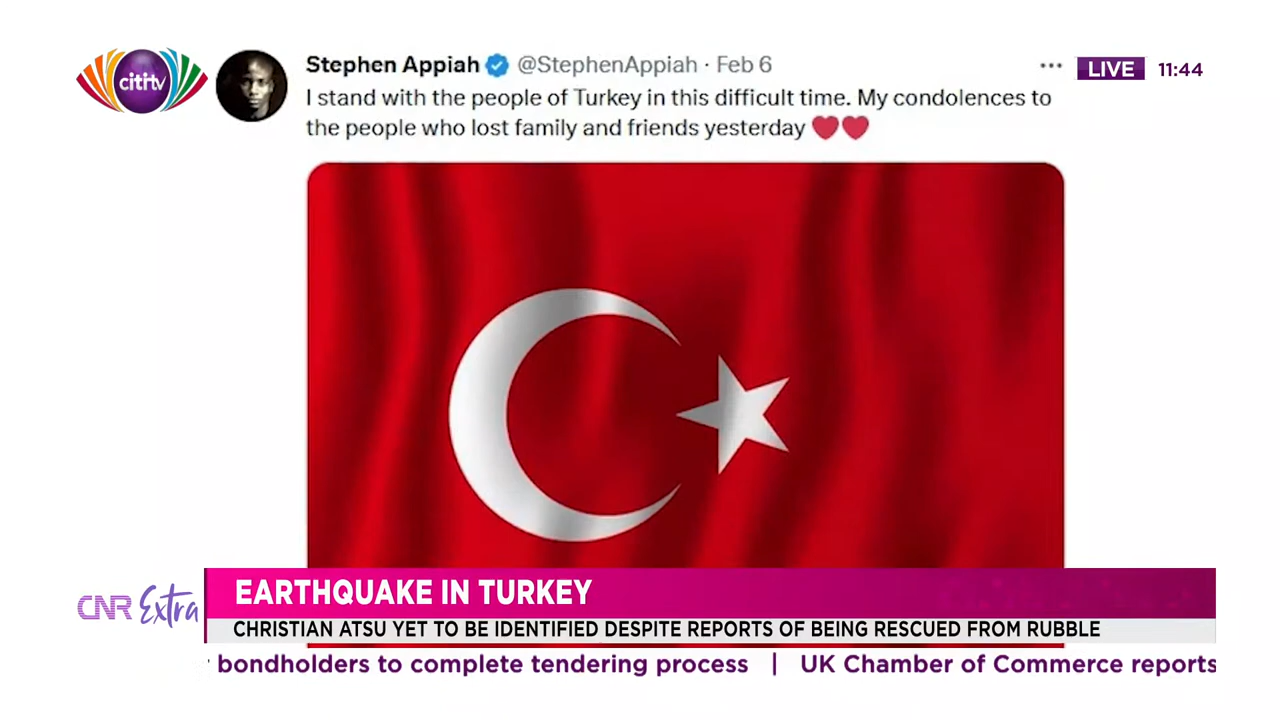 citi tv
Stephen Appiah @StephenAppiah · Feb 6
LIVE 11:44
I stand with the people of Turkey in this difficult time. My condolences to
the people who lost family and friends yesterday ❤❤
CNR Extra
EARTHQUAKE IN TURKEY
CHRISTIAN ATSU YET TO BE IDENTIFIED DESPITE REPORTS OF BEING RESCUED FROM RUBBLE
bondholders to complete tendering process | UK Chamber of Commerce reports